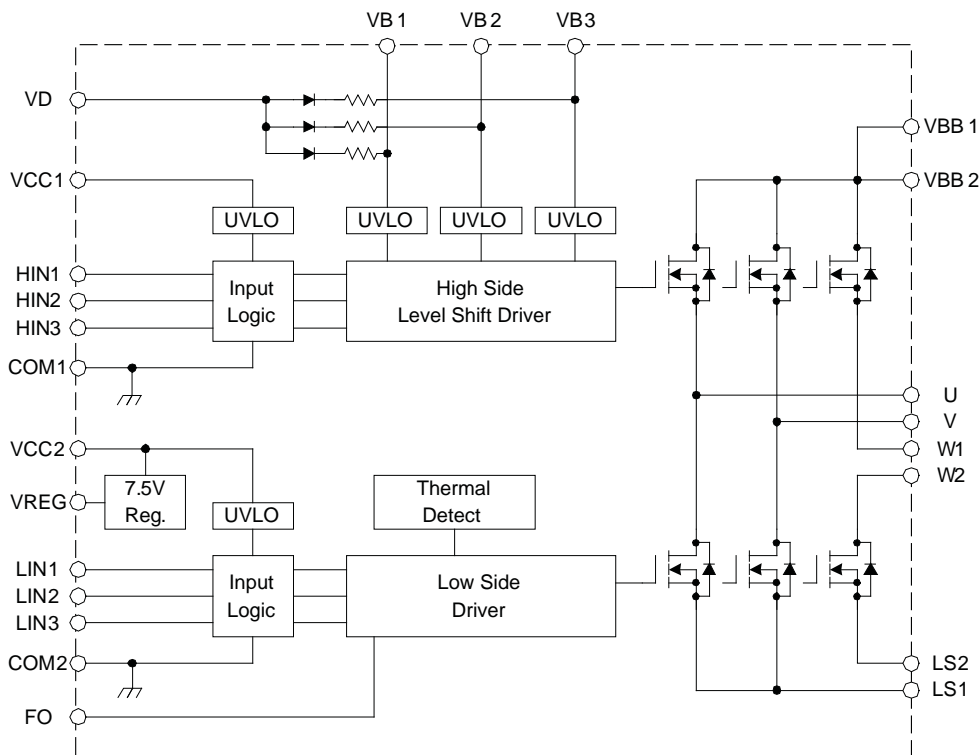 VB1 VB2 VB3
VD
VBB1
VCC1
VBB2
UVLO UVLO UVLO UVLO
HIN1
HIN2
HIN3
Input
Logic
High Side
Level Shift Driver
COM1
U
V
W1
W2
VCC2
VREG
7.5V
Reg.
UVLO
Thermal
Detect
LIN1
LIN2
LIN3
Input
Logic
Low Side
Driver
COM2
LS2
LS1
FO